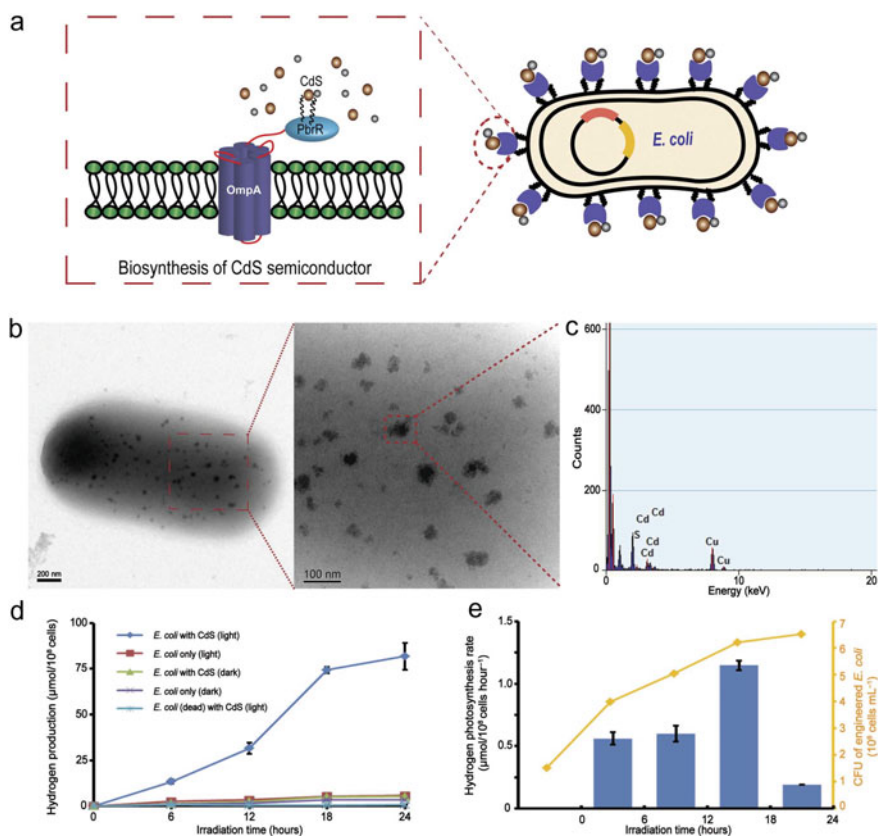 a
CdS
PbrR
OmpA
Biosynthesis of CdS semiconductor
E. coli
b
200 nm
100 nm
c
600
400
200
0
Counts
Cd
Cd
S
Cd
Cd
Cu
Cu
10
20
Energy (keV)
d
Hydrogen production (µmol/10⁸ cells)
100
75
50
25
0
E. coli with CdS (light)
E. coli only (light)
E. coli with CdS (dark)
E. coli only (dark)
E. coli (dead) with CdS (light)
0
6
12
18
24
Irradiation time (hours)
e
Hydrogen photosynthesis rate
(µmol/10⁸ cells hour⁻¹)
1.5
1.0
0.5
0
0
6
12
18
24
Irradiation time (hours)
7
6
5
4
3
2
1
0
CFU of engineered E. coli
(10⁸ cells mL⁻¹)